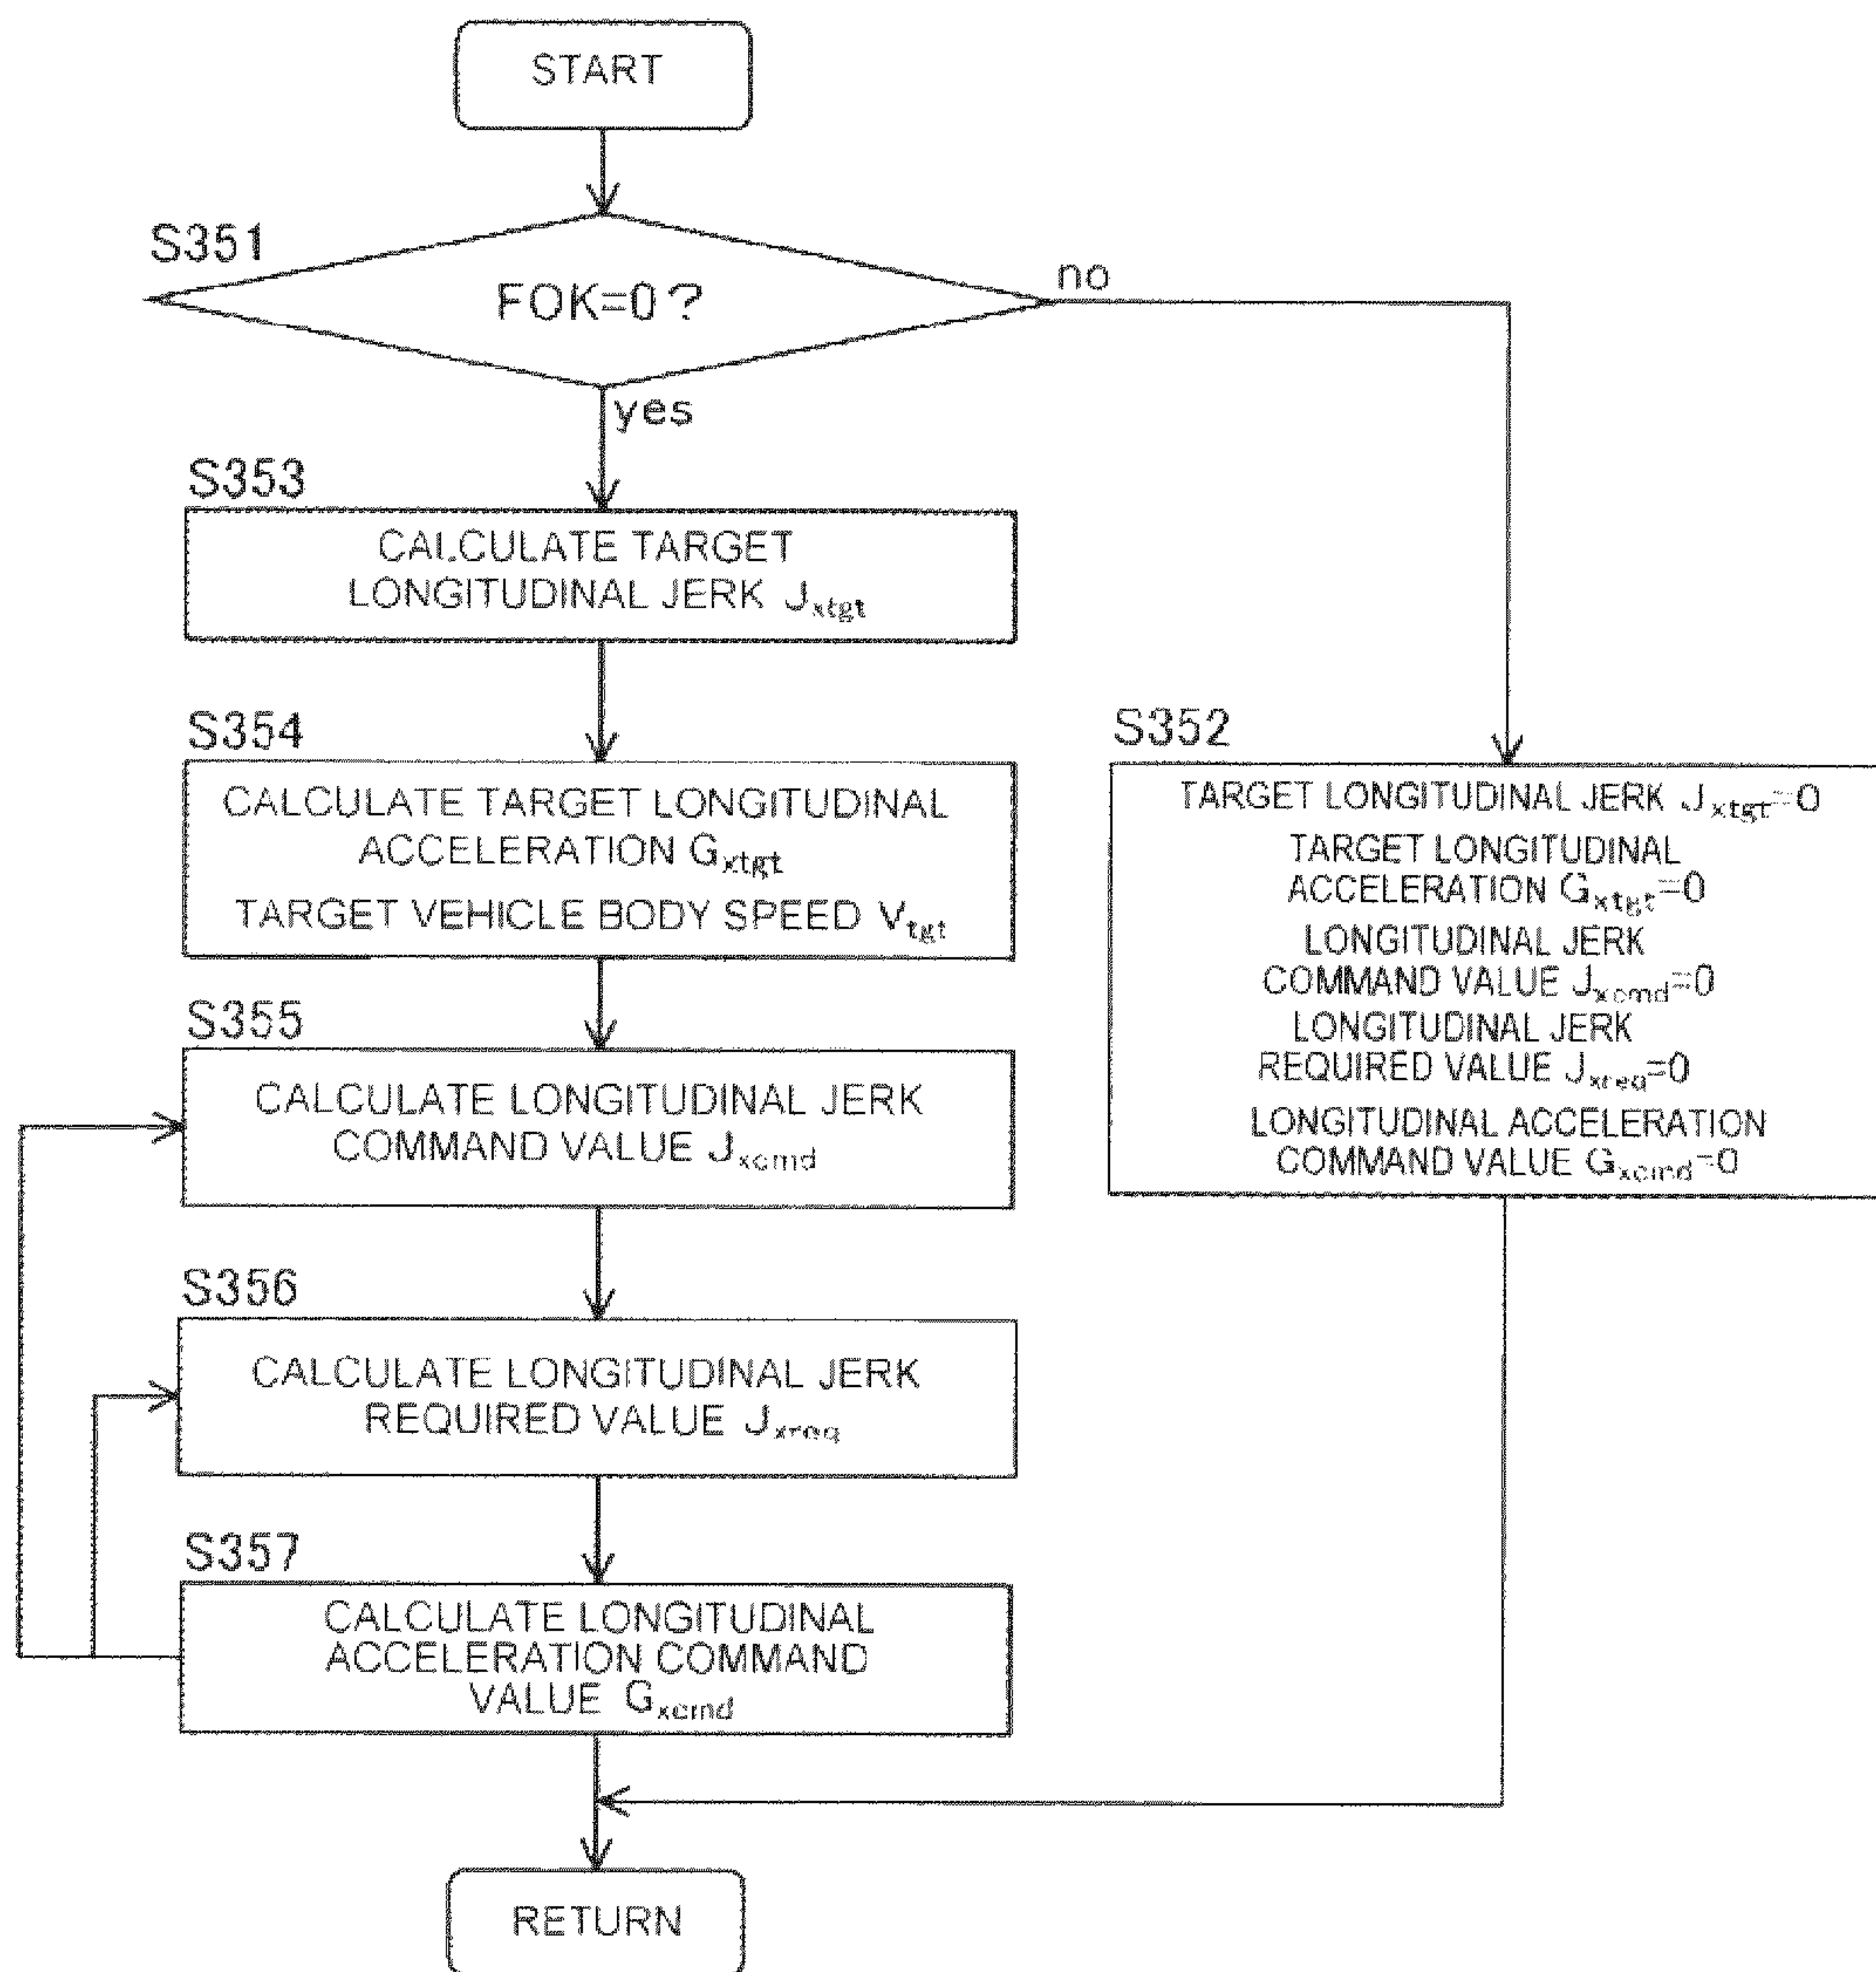 START
S351
FOK=0?
no
yes
S353
CALCULATE TARGET
LONGITUDINAL JERK Jxtgt
S354
CALCULATE TARGET LONGITUDINAL
ACCELERATION Gxtgt
TARGET VEHICLE BODY SPEED Vtgt
S352
TARGET LONGITUDINAL JERK Jxtgt=0
TARGET LONGITUDINAL
ACCELERATION Gxtgt=0
LONGITUDINAL JERK
COMMAND VALUE Jxcmd=0
LONGITUDINAL JERK
REQUIRED VALUE Jxreq=0
LONGITUDINAL ACCELERATION
COMMAND VALUE Gxcmd=0
S355
CALCULATE LONGITUDINAL JERK
COMMAND VALUE Jxcmd
S356
CALCULATE LONGITUDINAL JERK
REQUIRED VALUE Jxreq
S357
CALCULATE LONGITUDINAL
ACCELERATION COMMAND
VALUE Gxcmd
RETURN